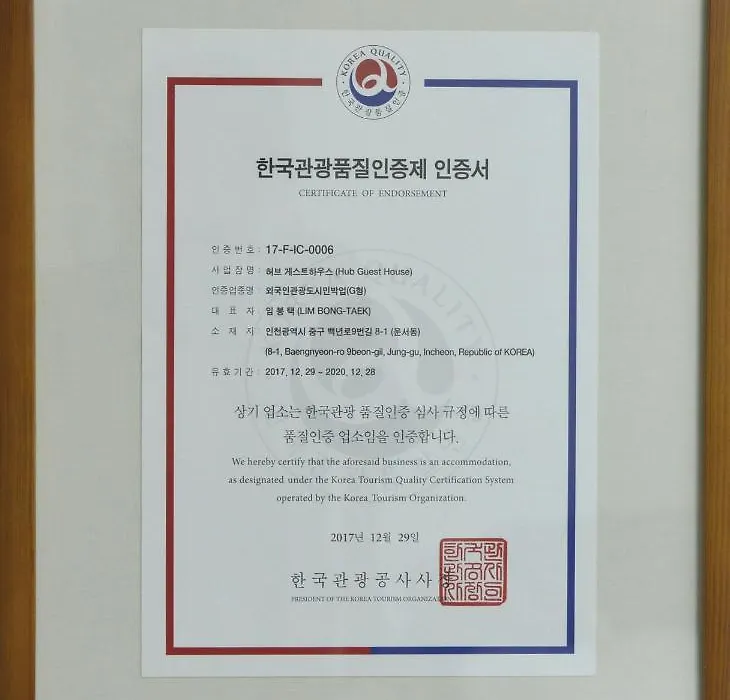 KOREA QUALITY
한국관광품질인증
한국관광품질인증제 인증서
CERTIFICATE OF ENDORSEMENT
인증번호: 17-F-IC-0006
사업장명: 허브 게스트하우스 (Hub Guest House)
인증업종명: 외국인관광도시민박업(G형)
대표자: 임봉택 (LIM BONG-TAEK)
소재지: 인천광역시 중구 백년로9번길 8-1 (운서동)
(8-1, Baengnyeon-ro 9beon-gil, Jung-gu, Incheon, Republic of KOREA)
유효기간: 2017. 12. 29 ~ 2020. 12. 28
상기 업소는 한국관광 품질인증 심사 규정에 따른
품질인증 업소임을 인증합니다.
We hereby certify that the aforesaid business is an accommodation,
as designated under the Korea Tourism Quality Certification System
operated by the Korea Tourism Organization.
2017년 12월 29일
한국관광공사사장
PRESIDENT OF THE KOREA TOURISM ORGANIZATION